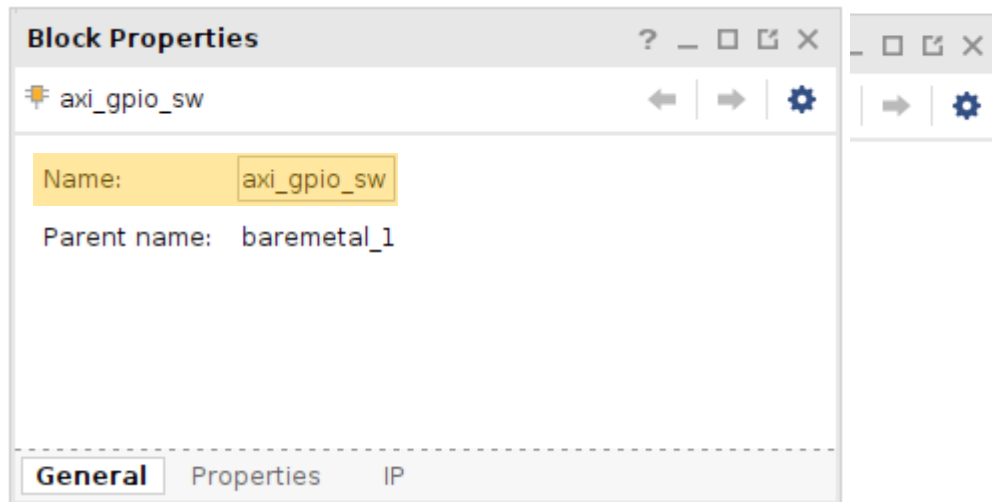 Block Properties ?
axi_gpio_sw
Name: axi_gpio_sw
Parent name: baremetal_1
General Properties IP